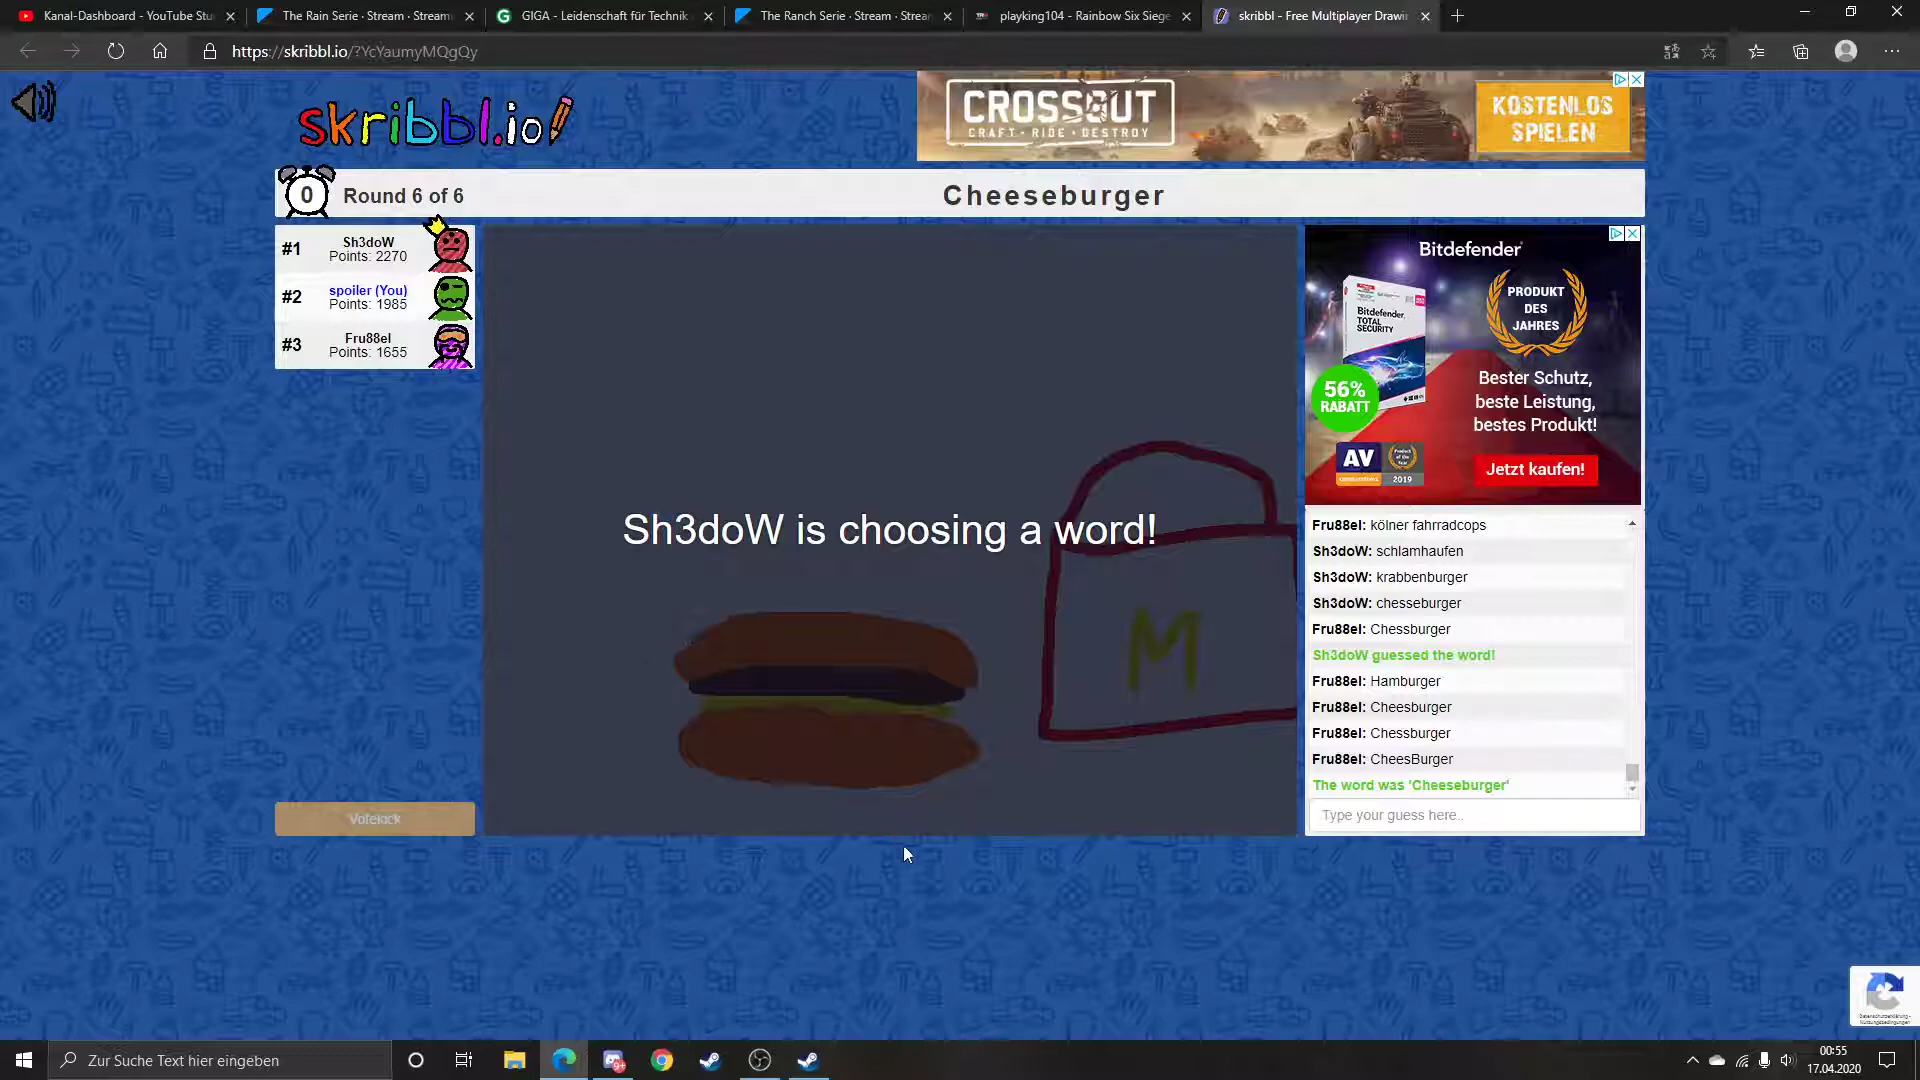 Kanal-Dashboard - YouTube Stu
The Rain Serie · Stream · Stream
GIGA - Leidenschaft für Technik
The Ranch Serie · Stream · Strea
playking104 - Rainbow Six Siege
skribbl - Free Multiplayer Drawi
https://skribbl.io/?YcYaumyMQgQy
skribbl.io
CROSSOUT
CRAFT · RIDE · DESTROY
KOSTENLOS
SPIELEN
0
Round 6 of 6
Cheeseburger
#1
Sh3doW
Points: 2270
#2
spoiler (You)
Points: 1985
#3
Fru88el
Points: 1655
Votekick
Sh3doW is choosing a word!
M
Bitdefender
PRODUKT
DES
JAHRES
Bitdefender
TOTAL
SECURITY
56%
RABATT
Bester Schutz,
beste Leistung,
bestes Produkt!
AV
2019
Jetzt kaufen!
Fru88el: kölner fahrradcops
Sh3doW: schlamhaufen
Sh3doW: krabbenburger
Sh3doW: chesseburger
Fru88el: Chessburger
Sh3doW guessed the word!
Fru88el: Hamburger
Fru88el: Cheesburger
Fru88el: Chessburger
Fru88el: CheesBurger
The word was 'Cheeseburger'
Type your guess here..
Datenschutzerklärung -
Nutzungsbedingungen
Zur Suche Text hier eingeben
9+
00:55
17.04.2020